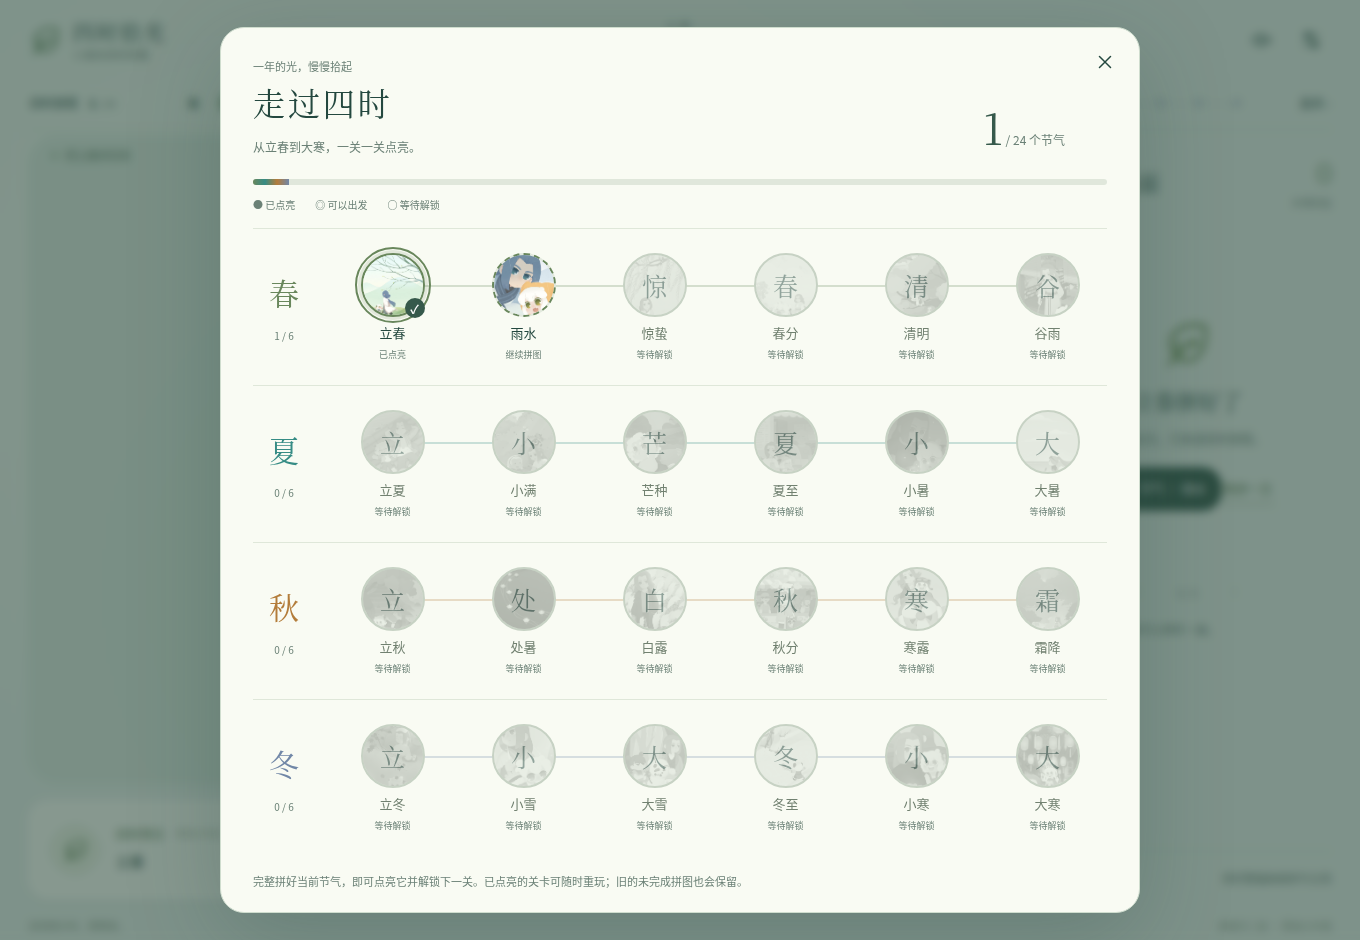 一年的光，慢慢拾起
走过四时
从立春到大寒，一关一关点亮。
1 / 24 个节气
已点亮 可以出发 等待解锁
春
1 / 6
惊 春 清 谷
立春 雨水 惊蛰 春分 清明 谷雨
已点亮 继续拼图 等待解锁 等待解锁 等待解锁 等待解锁
夏
0 / 6
立 小 芒 夏 小 大
立夏 小满 芒种 夏至 小暑 大暑
等待解锁 等待解锁 等待解锁 等待解锁 等待解锁 等待解锁
秋
0 / 6
立 处 白 秋 寒 霜
立秋 处暑 白露 秋分 寒露 霜降
等待解锁 等待解锁 等待解锁 等待解锁 等待解锁 等待解锁
冬
0 / 6
立 小 大 冬 小 大
立冬 小雪 大雪 冬至 小寒 大寒
等待解锁 等待解锁 等待解锁 等待解锁 等待解锁 等待解锁
完整拼好当前节气，即可点亮它并解锁下一关。已点亮的关卡可随时重玩；旧的未完成拼图也会保留。